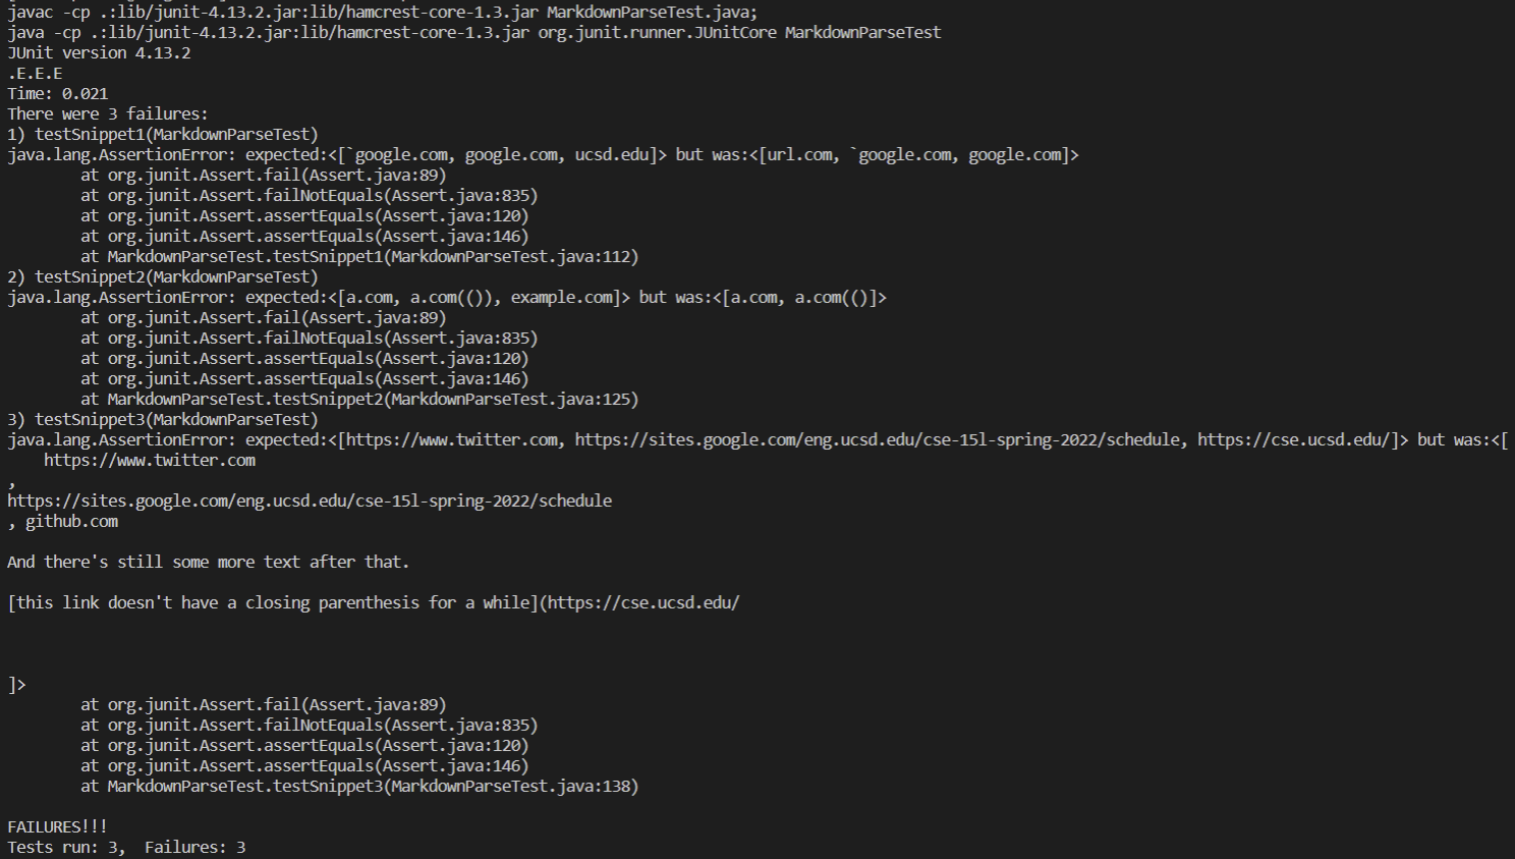 javac -cp .:lib/junit-4.13.2.jar:lib/hamcrest-core-1.3.jar MarkdownParseTest.java;
java -cp .:lib/junit-4.13.2.jar:lib/hamcrest-core-1.3.jar org.junit.runner.JUnitCore MarkdownParseTest
JUnit version 4.13.2
.E.E.E
Time: 0.021
There were 3 failures:
1) testSnippet1(MarkdownParseTest)
java.lang.AssertionError: expected:<[`google.com, google.com, ucsd.edu]> but was:<[url.com, `google.com, google.com]>
        at org.junit.Assert.fail(Assert.java:89)
        at org.junit.Assert.failNotEquals(Assert.java:835)
        at org.junit.Assert.assertEquals(Assert.java:120)
        at org.junit.Assert.assertEquals(Assert.java:146)
        at MarkdownParseTest.testSnippet1(MarkdownParseTest.java:112)
2) testSnippet2(MarkdownParseTest)
java.lang.AssertionError: expected:<[a.com, a.com(()), example.com]> but was:<[a.com, a.com(()]>
        at org.junit.Assert.fail(Assert.java:89)
        at org.junit.Assert.failNotEquals(Assert.java:835)
        at org.junit.Assert.assertEquals(Assert.java:120)
        at org.junit.Assert.assertEquals(Assert.java:146)
        at MarkdownParseTest.testSnippet2(MarkdownParseTest.java:125)
3) testSnippet3(MarkdownParseTest)
java.lang.AssertionError: expected:<[https://www.twitter.com, https://sites.google.com/eng.ucsd.edu/cse-15l-spring-2022/schedule, https://cse.ucsd.edu/]> but was:<[
    https://www.twitter.com
,
https://sites.google.com/eng.ucsd.edu/cse-15l-spring-2022/schedule
, github.com

And there's still some more text after that.

[this link doesn't have a closing parenthesis for a while](https://cse.ucsd.edu/



]>
        at org.junit.Assert.fail(Assert.java:89)
        at org.junit.Assert.failNotEquals(Assert.java:835)
        at org.junit.Assert.assertEquals(Assert.java:120)
        at org.junit.Assert.assertEquals(Assert.java:146)
        at MarkdownParseTest.testSnippet3(MarkdownParseTest.java:138)

FAILURES!!!
Tests run: 3,  Failures: 3